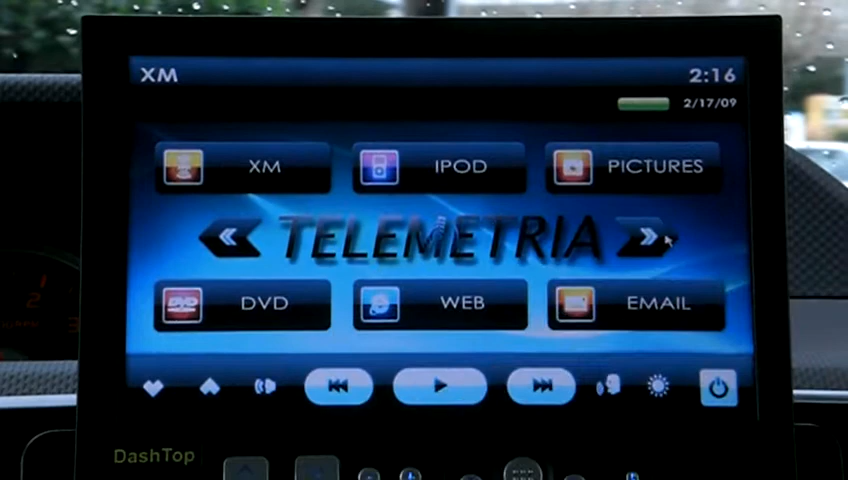 XM 2:16
2/17/09
XM IPOD PICTURES
TELEMETRIA
DVD WEB EMAIL
DashTop